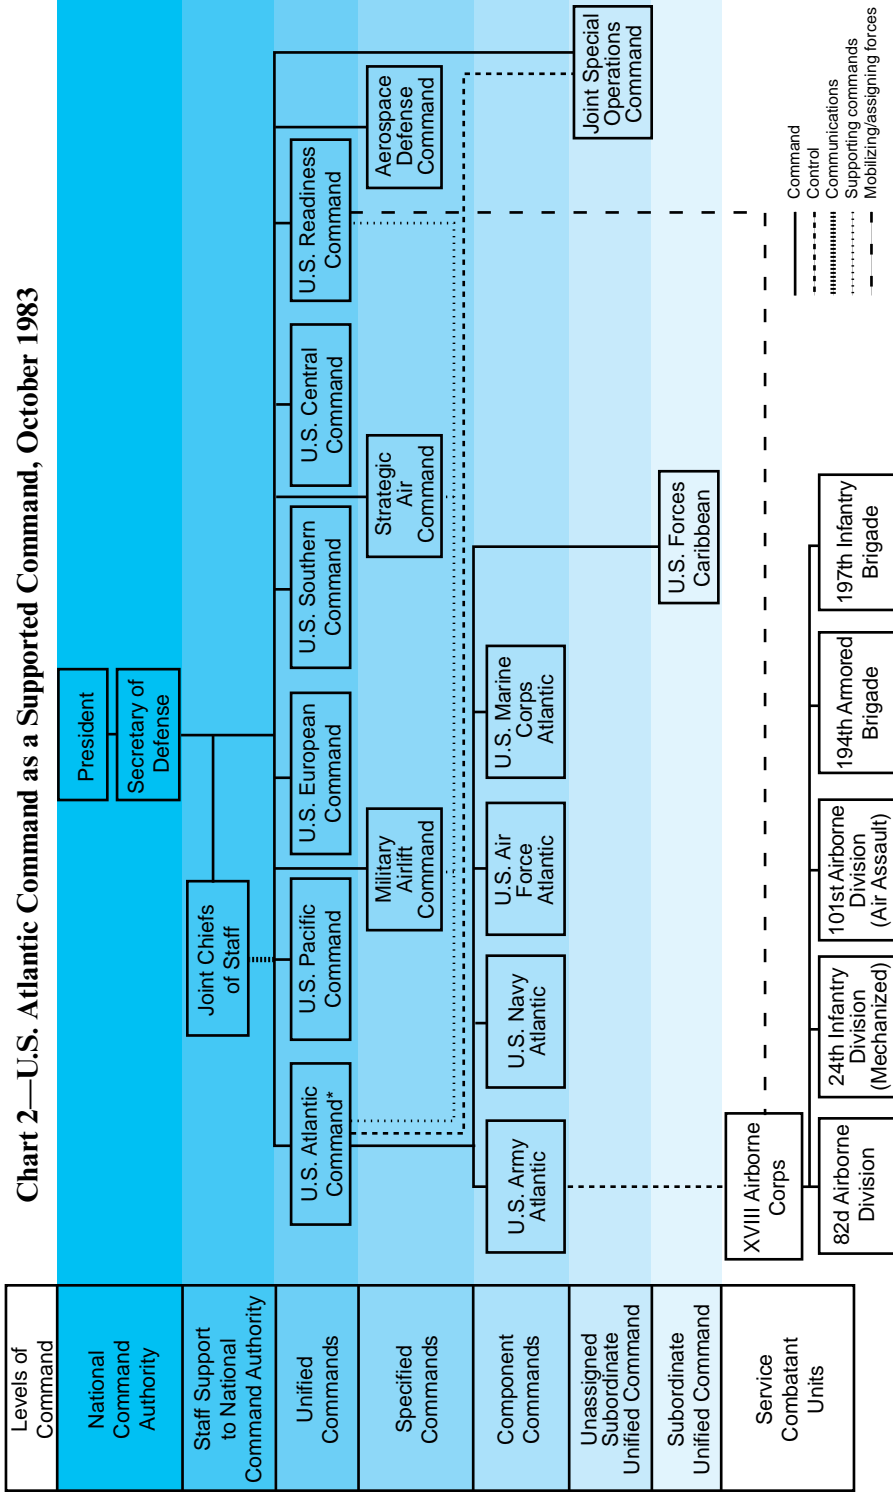 Chart 2—U.S. Atlantic Command as a Supported Command, October 1983
Levels of
Command
National
Command
Authority
President
Secretary of
Defense
Staff Support
to National
Command Authority
Joint Chiefs
of Staff
Unified
Commands
U.S. Atlantic
Command*
U.S. Pacific
Command
U.S. European
Command
U.S. Southern
Command
U.S. Central
Command
U.S. Readiness
Command
Specified
Commands
Military
Airlift
Command
Strategic
Air
Command
Aerospace
Defense
Command
Component
Commands
U.S. Army
Atlantic
U.S. Navy
Atlantic
U.S. Air
Force
Atlantic
U.S. Marine
Corps
Atlantic
Unassigned
Subordinate
Unified Command
Joint Special
Operations
Command
Subordinate
Unified Command
U.S. Forces
Caribbean
Service
Combatant
Units
XVIII Airborne
Corps
82d Airborne
Division
24th Infantry
Division
(Mechanized)
101st Airborne
Division
(Air Assault)
194th Armored
Brigade
197th Infantry
Brigade
Command
Control
Communications
Supporting commands
Mobilizing/assigning forces